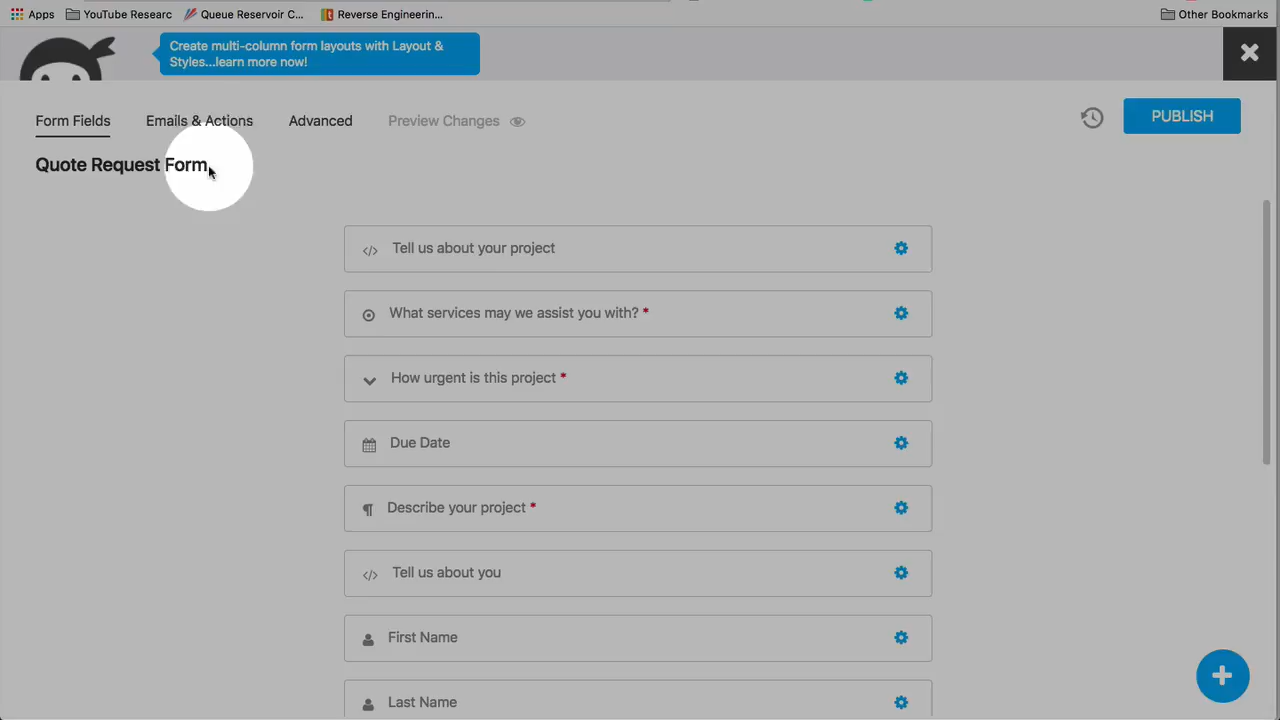 Apps
YouTube Researc
Queue Reservoir C...
Reverse Engineerin...
Other Bookmarks
Create multi-column form layouts with Layout &
Styles...learn more now!
Form Fields
Emails & Actions
Advanced
Preview Changes
PUBLISH
Quote Request Form
Tell us about your project
What services may we assist you with? *
How urgent is this project *
Due Date
Describe your project *
Tell us about you
First Name
Last Name